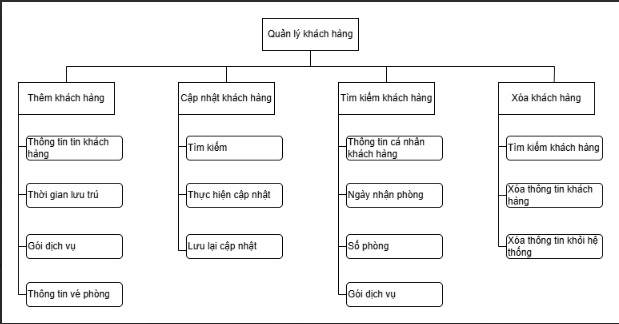 Quản lý khách hàng
Thêm khách hàng
Cập nhật khách hàng
Tìm kiếm khách hàng
Xóa khách hàng
Thông tin tin khách
hàng
Thời gian lưu trú
Gói dịch vụ
Thông tin về phòng
Tìm kiếm
Thực hiện cập nhật
Lưu lại cập nhật
Thông tin cá nhân
khách hàng
Ngày nhận phòng
Số phòng
Gói dịch vụ
Tìm kiếm khách hàng
Xóa thông tin khách
hàng
Xóa thông tin khỏi hệ
thống